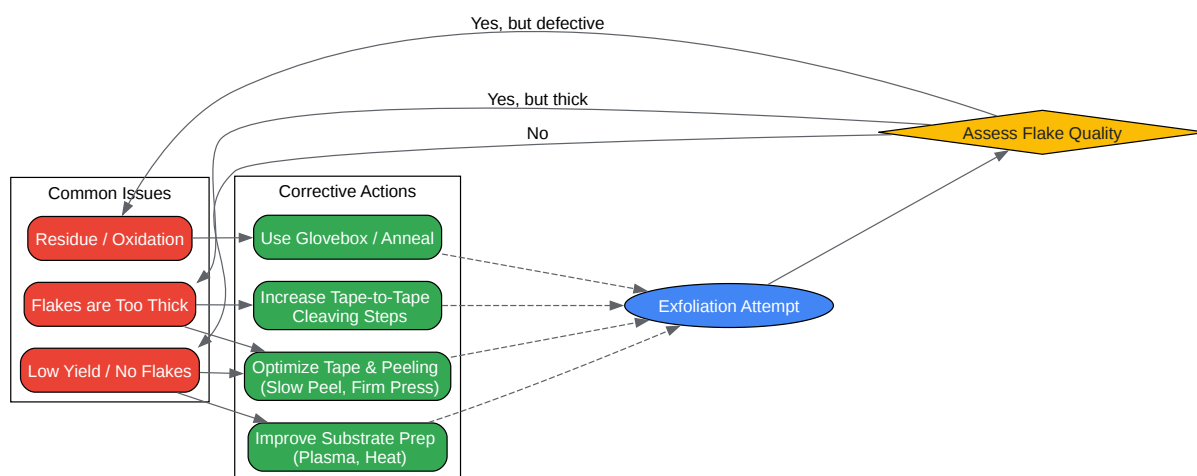 Yes, but defective
Yes, but thick
No
Assess Flake Quality
Common Issues
Residue / Oxidation
Flakes are Too Thick
Low Yield / No Flakes
Corrective Actions
Use Glovebox / Anneal
Increase Tape-to-Tape
Cleaving Steps
Optimize Tape & Peeling
(Slow Peel, Firm Press)
Improve Substrate Prep
(Plasma, Heat)
Exfoliation Attempt